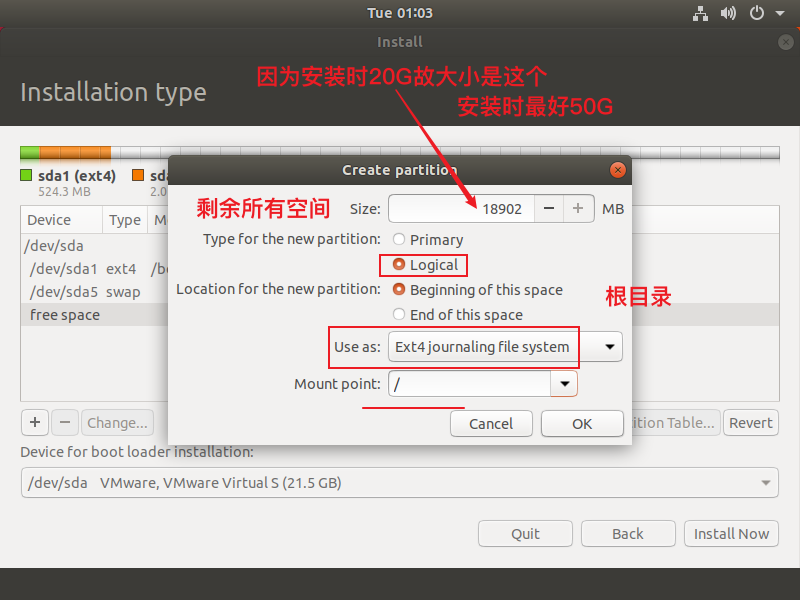 Tue 01:03
Install
因为安装时20G故大小是这个
安装时最好50G
Installation type
Create partition
sda1 (ext4)
sda
524.3 MB
2.0
剩余所有空间
Size:
18902
MB
Device
Type
M
Type for the new partition:
Primary
/dev/sda
Logical
/dev/sda1
ext4
/bo
/dev/sda5
swap
Location for the new partition:
Beginning of this space
根目录
free space
End of this space
Use as:
Ext4 journaling file system
Mount point:
/
+
−
Change...
Cancel
OK
ition Table...
Revert
Device for boot loader installation:
/dev/sda VMware, VMware Virtual S (21.5 GB)
Quit
Back
Install Now